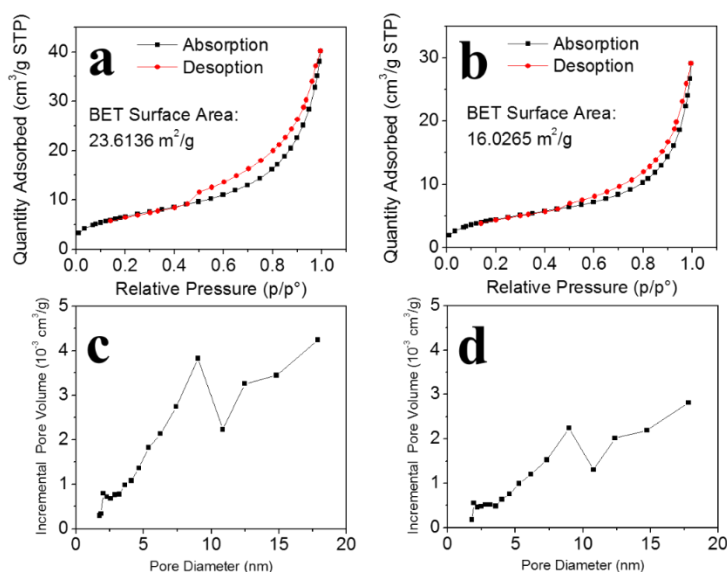 a
Absorption
Desoption
BET Surface Area:
23.6136 m²/g
Quantity Adsorbed (cm³/g STP)
40
30
20
10
0
0.0 0.2 0.4 0.6 0.8 1.0
Relative Pressure (p/p°)
b
Absorption
Desoption
BET Surface Area:
16.0265 m²/g
Quantity Adsorbed (cm³/g STP)
30
20
10
0
0.0 0.2 0.4 0.6 0.8 1.0
Relative Pressure (p/p°)
c
Incremental Pore Volume (10⁻³ cm³/g)
5
4
3
2
1
0
0 5 10 15 20
Pore Diameter (nm)
d
Incremental Pore Volume (10⁻³ cm³/g)
5
4
3
2
1
0
0 5 10 15 20
Pore Diameter (nm)